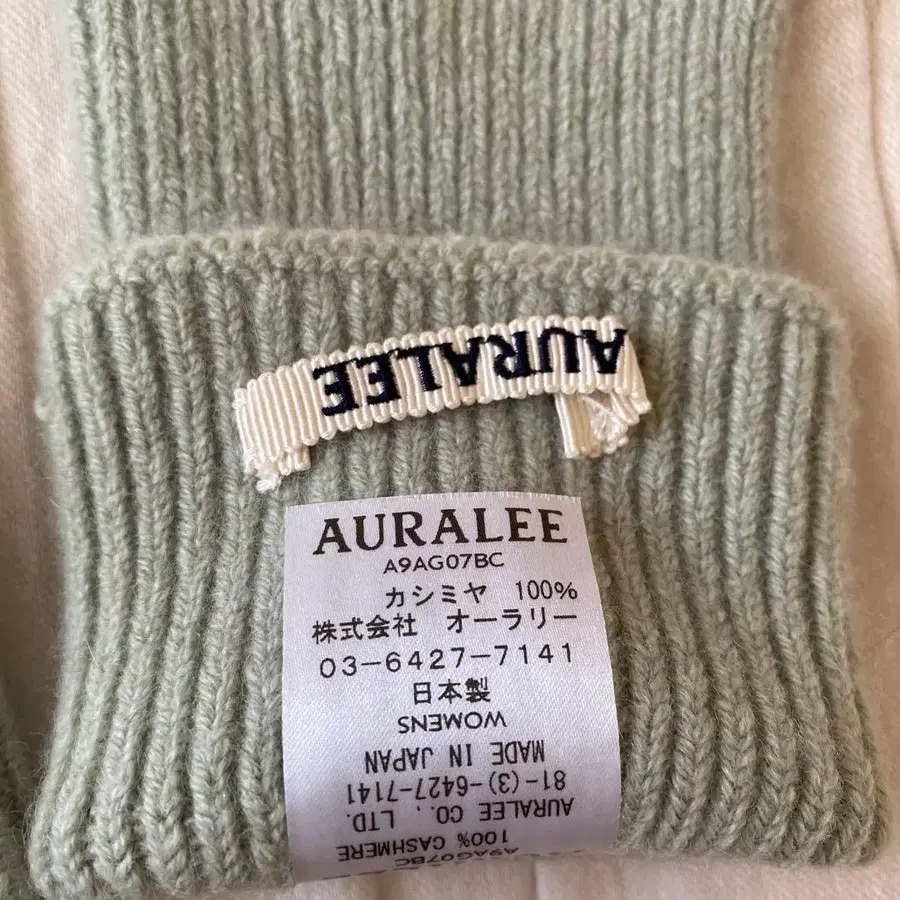 AURALEE
AURALEE
A9AG07BC
カシミヤ 100%
株式会社 オーラリー
03-6427-7141
日本製
WOMENS
MADE IN JAPAN
81-(3)-6427-7141
AURALEE CO., LTD.
100% CASHMERE
A9AG07BC